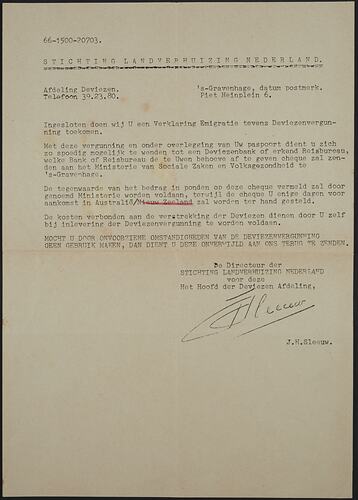 66-1500-20703.
STICHTING LANDVERHUIZING NEDERLAND.
Afdeling Deviezen.
Telefoon 39.23.80.
's-Gravenhage, datum postmerk.
Piet Heinplein 6.
Ingesloten doen wij U een Verklaring Emigratie tevens Deviezenvergun-
ning toekomen.
Met deze vergunning en onder overlegging van Uw paspoort dient U zich
zo spoedig mogelijk te wenden tot een Deviezenbank of erkend Reisbureau,
welke Bank of Reisbureau de te Uwen behoeve af te geven cheque zal zen-
den aan het Ministerie van Sociale Zaken en Volksgezondheid te
's-Gravenhage.
De tegenwaarde van het bedrag in ponden op deze cheque vermeld zal door
genoemd Ministerie worden voldaan, terwijl de cheque U enige dagen voor
aankomst in Australië/Nieuw Zeeland zal worden ter hand gesteld.
De kosten verbonden aan de verstrekking der Deviezen dienen door U zelf
bij inlevering der Deviezenvergunning te worden voldaan.
MOCHT U DOOR ONVOORZIENE OMSTANDIGHEDEN VAN DE DEVIEZENVERGUNNING
GEEN GEBRUIK MAKEN, DAN DIENT U DEZE ONVERWIJLD AAN ONS TERUG TE ZENDEN.
De Directeur der
STICHTING LANDVERHUIZING NEDERLAND
voor deze
Het Hoofd der Deviezen Afdeling,
J.H. Sleeuw.